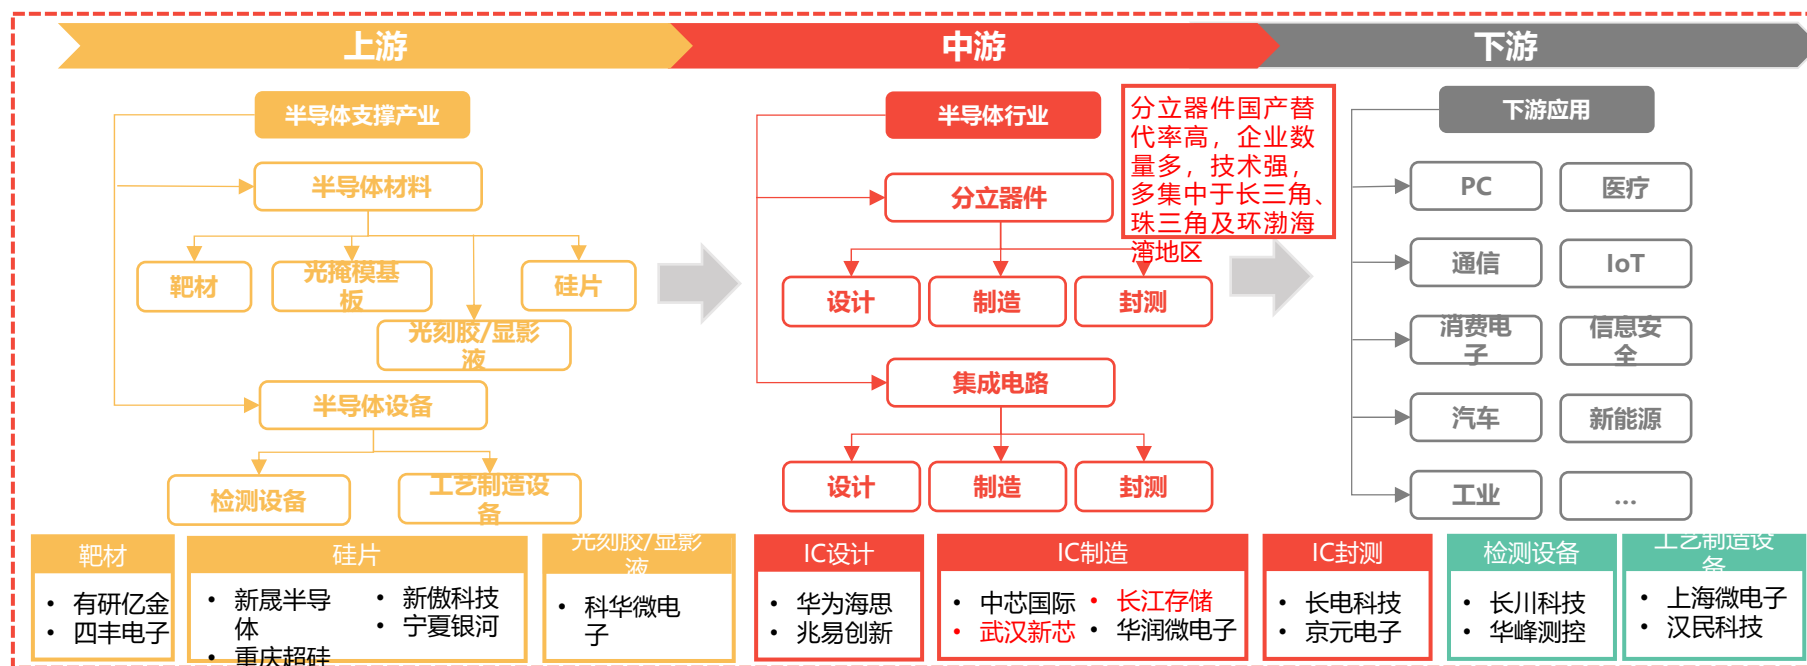 上游
中游
下游
半导体支撑产业
半导体材料
靶材
光掩模基
板
硅片
光刻胶/显影
液
半导体设备
检测设备
工艺制造设
备
半导体行业
分立器件国产替
代率高，企业数
量多，技术强，
多集中于长三角、
珠三角及环渤海
湾地区
分立器件
设计
制造
封测
集成电路
设计
制造
封测
下游应用
PC
医疗
通信
IoT
消费电
子
信息安
全
汽车
新能源
工业
...
靶材
• 有研亿金
• 四丰电子
硅片
• 新晟半导
体
• 重庆超硅
• 新傲科技
• 宁夏银河
光刻胶/显影
液
• 科华微电
子
IC设计
• 华为海思
• 兆易创新
IC制造
• 中芯国际
• 武汉新芯
• 长江存储
• 华润微电子
IC封测
• 长电科技
• 京元电子
检测设备
• 长川科技
• 华峰测控
工艺制造设
备
• 上海微电子
• 汉民科技